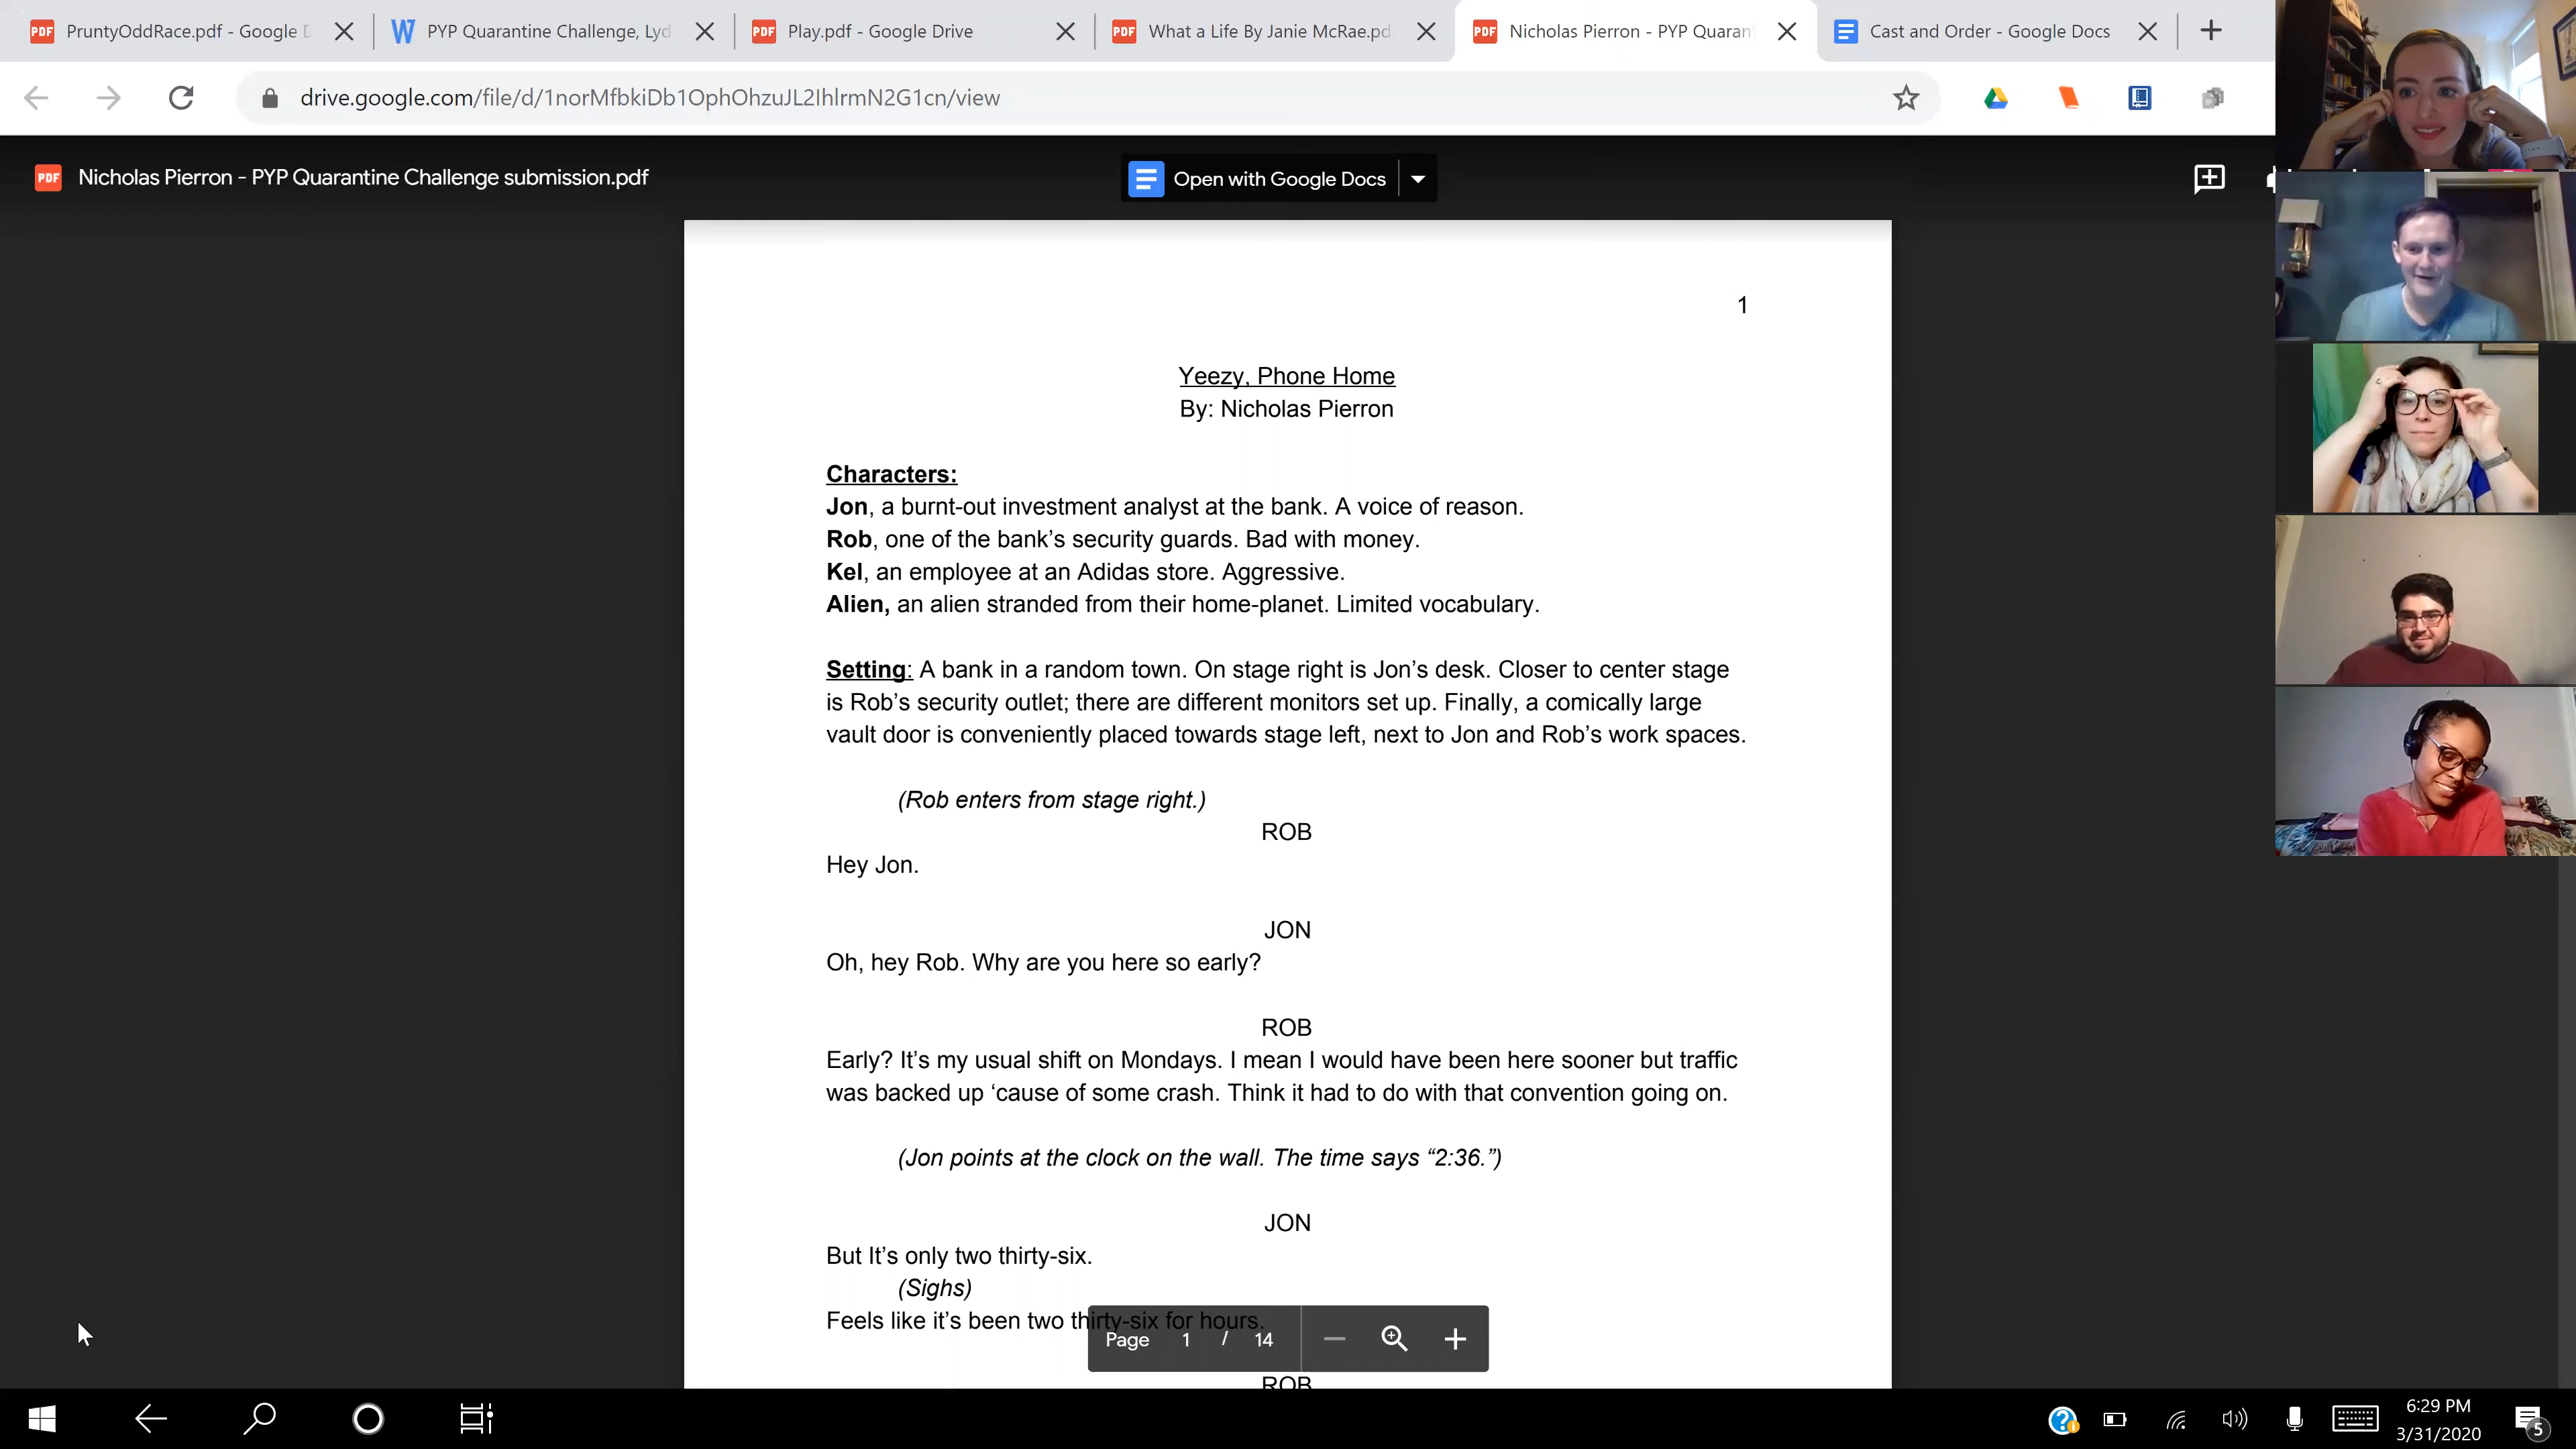 PruntyOddRace.pdf - Google D
PYP Quarantine Challenge, Lyd
Play.pdf - Google Drive
What a Life By Janie McRae.pd
Nicholas Pierron - PYP Quaran
Cast and Order - Google Docs
drive.google.com/file/d/1norMfbkiDb1OphOhzuJL2IhlrmN2G1cn/view
PDF Nicholas Pierron - PYP Quarantine Challenge submission.pdf
Open with Google Docs
1
Yeezy, Phone Home
By: Nicholas Pierron
Characters:
Jon, a burnt-out investment analyst at the bank. A voice of reason.
Rob, one of the bank's security guards. Bad with money.
Kel, an employee at an Adidas store. Aggressive.
Alien, an alien stranded from their home-planet. Limited vocabulary.
Setting: A bank in a random town. On stage right is Jon's desk. Closer to center stage
is Rob's security outlet; there are different monitors set up. Finally, a comically large
vault door is conveniently placed towards stage left, next to Jon and Rob's work spaces.
(Rob enters from stage right.)
ROB
Hey Jon.
JON
Oh, hey Rob. Why are you here so early?
ROB
Early? It's my usual shift on Mondays. I mean I would have been here sooner but traffic
was backed up ‘cause of some crash. Think it had to do with that convention going on.
(Jon points at the clock on the wall. The time says “2:36.”)
JON
But It's only two thirty-six.
(Sighs)
Feels like it's been two thirty-six for hours.
Page 1 / 14
ROB
6:29 PM
3/31/2020
5